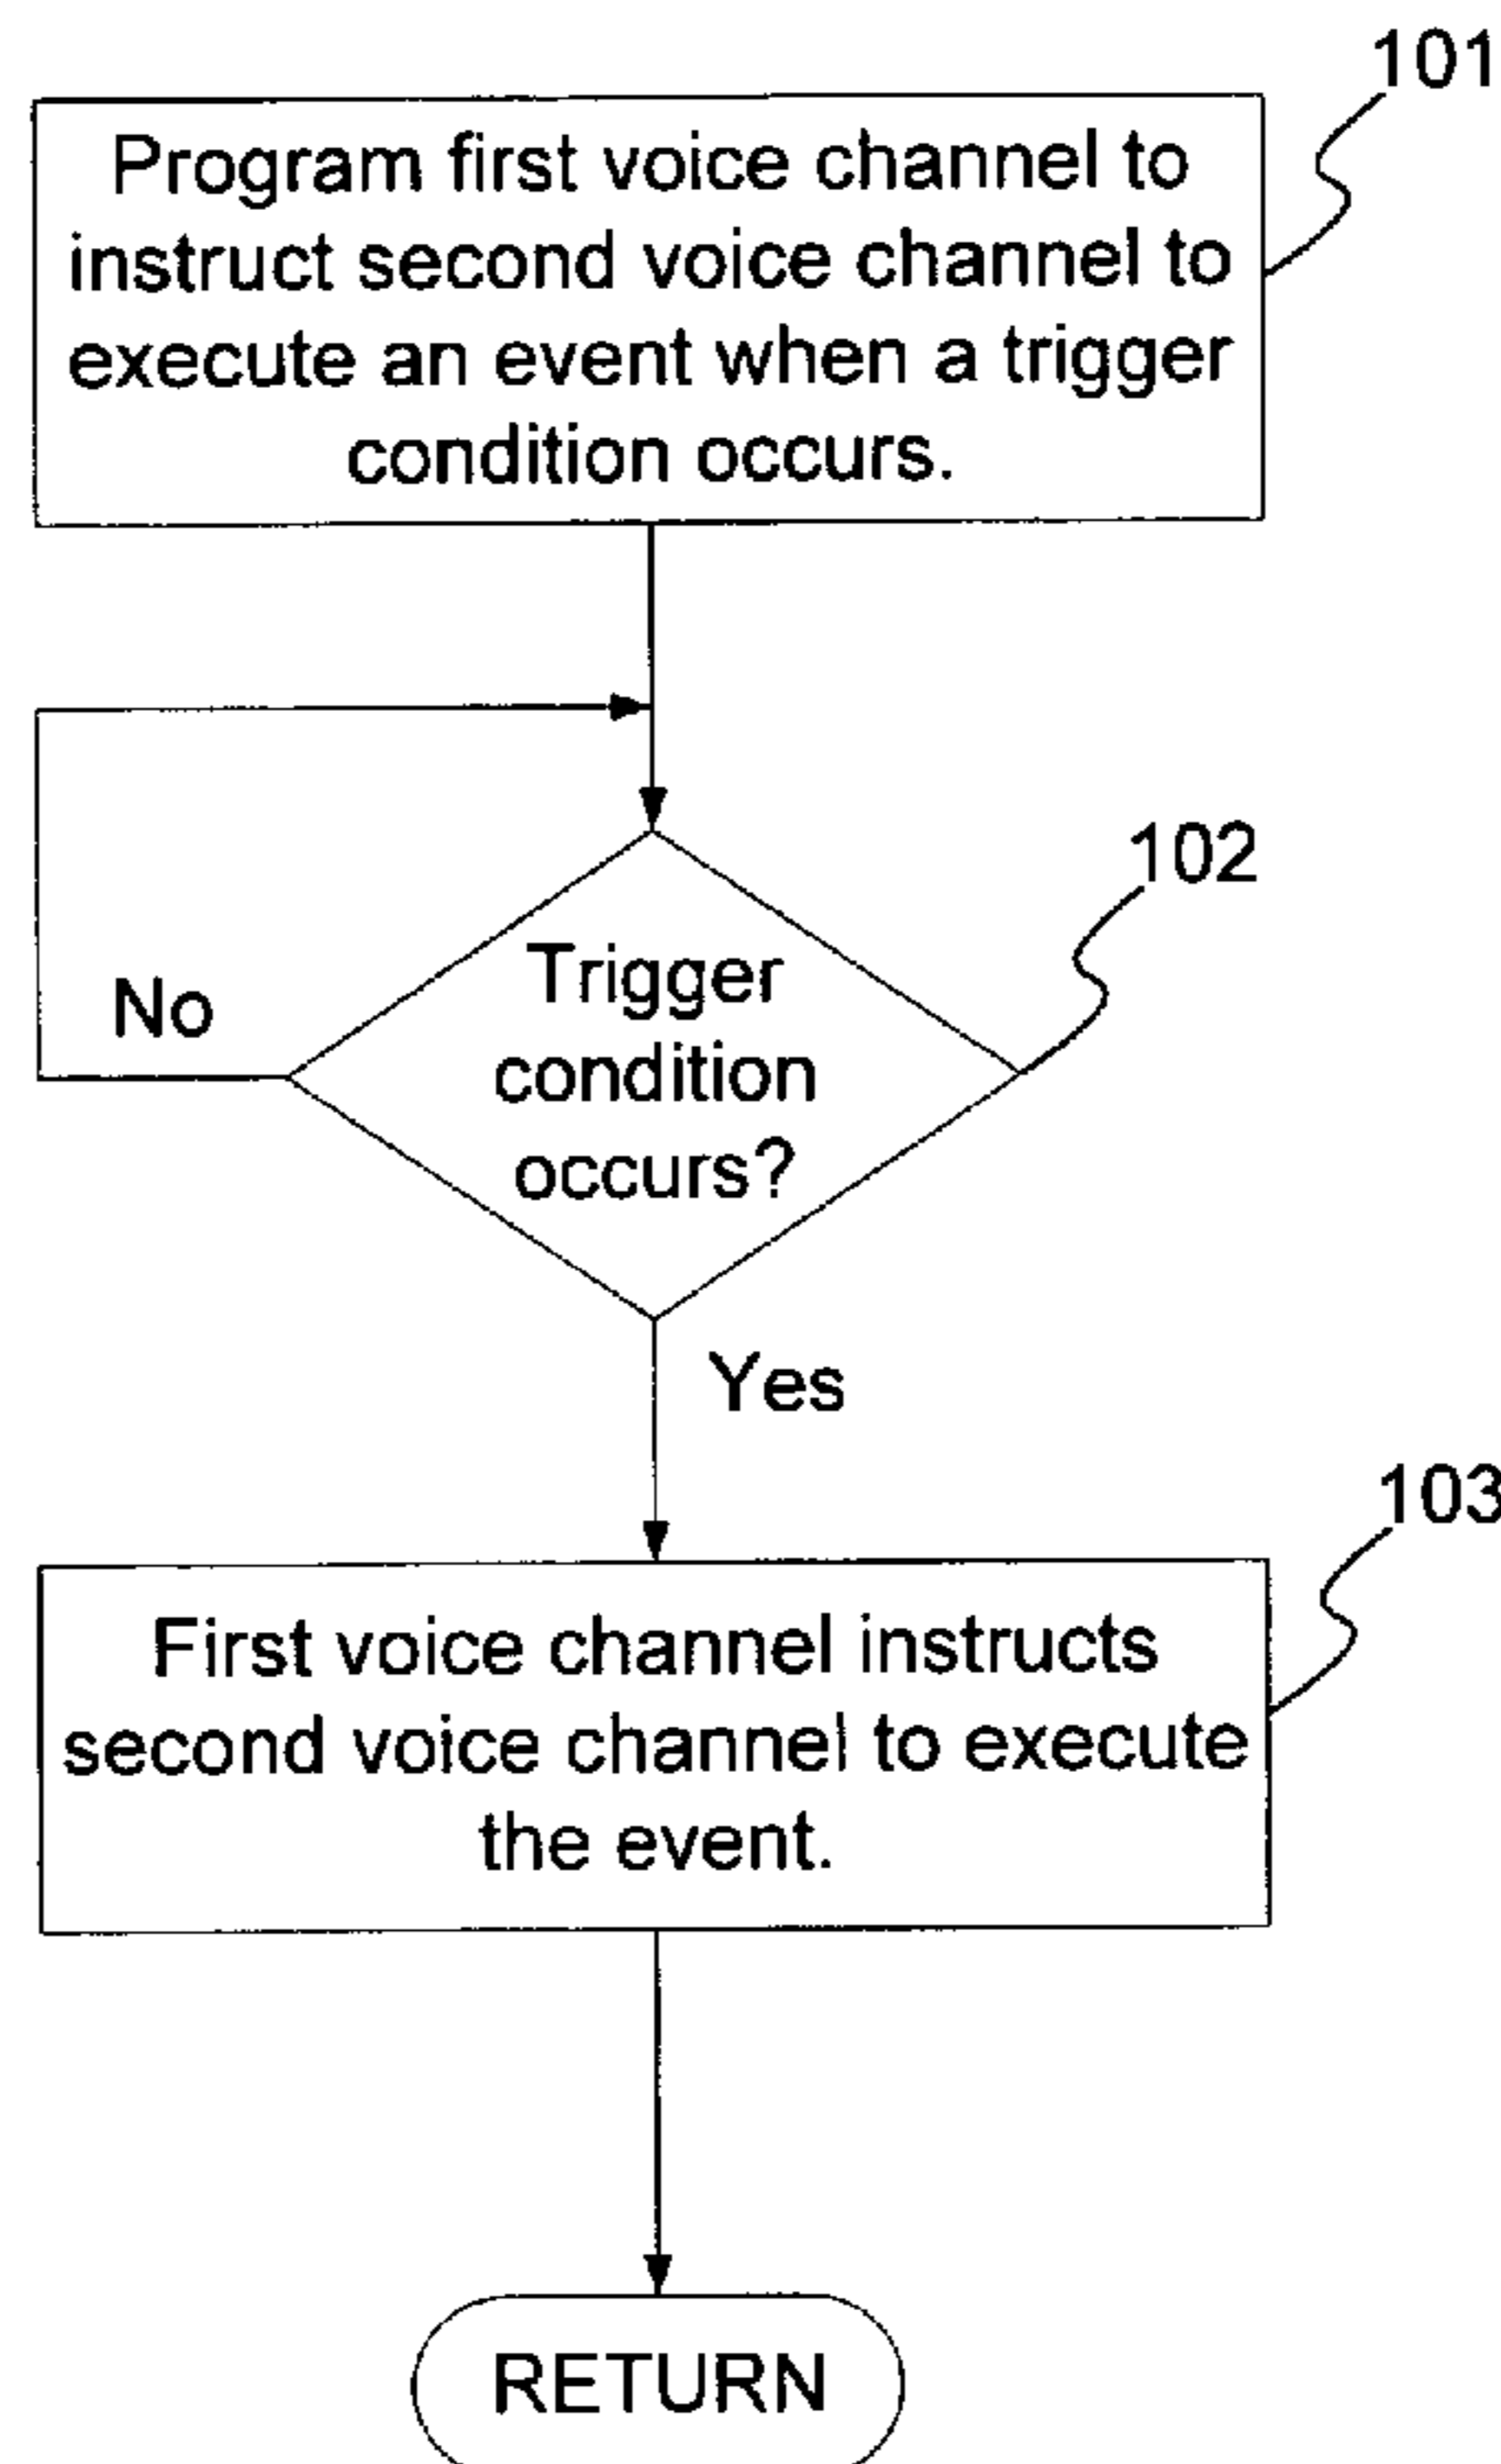 101
Program first voice channel to
instruct second voice channel to
execute an event when a trigger
condition occurs.
102
Trigger
condition
occurs?
No
Yes
103
First voice channel instructs
second voice channel to execute
the event.
RETURN